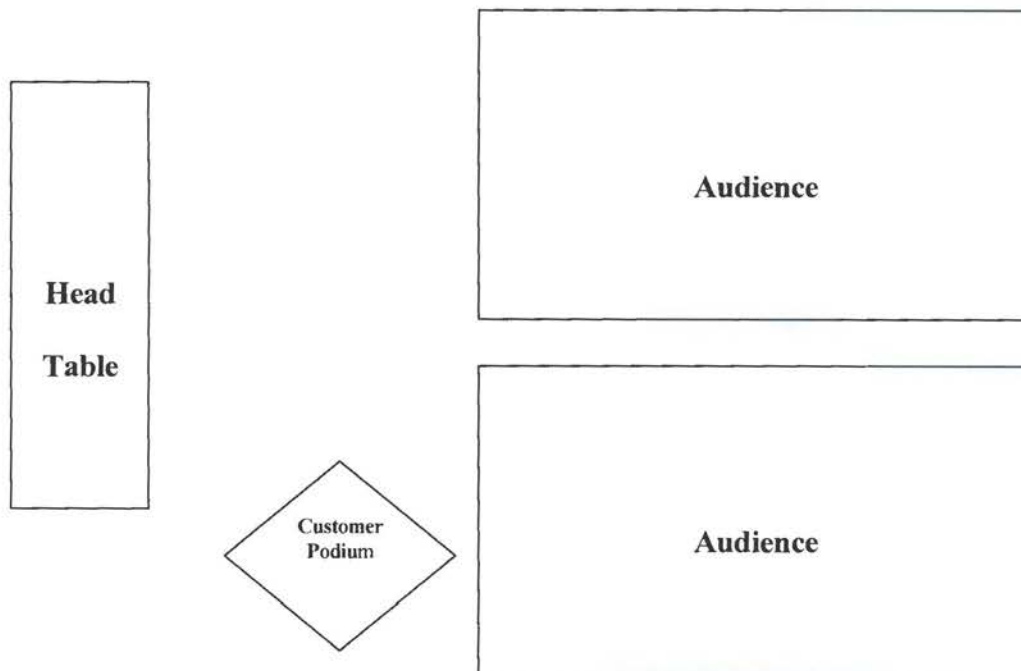 Audience
Head
Table
Customer
Podium
Audience